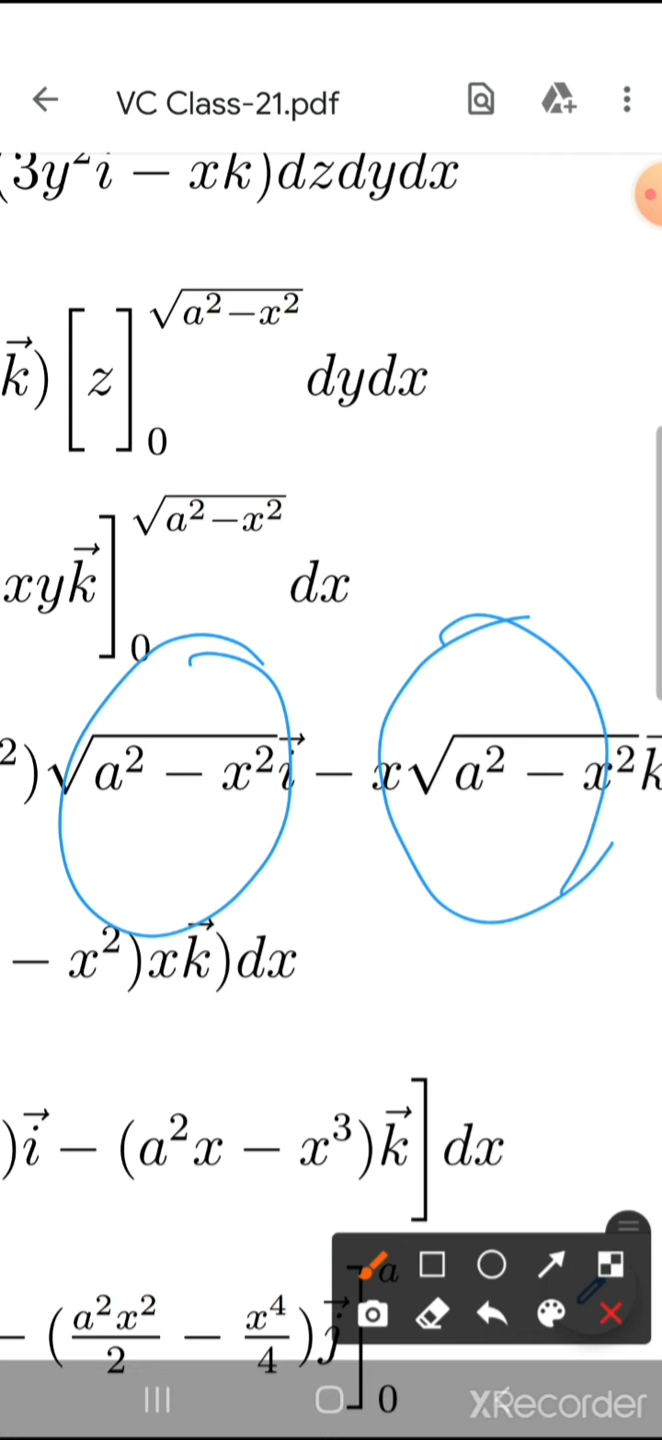 VC Class-21.pdf
(3y²i − xk)dzdydx
k⃗)[z]₀^{√(a²−x²)} dydx
xyk⃗]₀^{√(a²−x²)} dx
²)√(a² − x²)i⃗ − x√(a² − x²)k⃗
− x²)xk⃗)dx
)i⃗ − (a²x − x³)k⃗]dx
− (a²x²/2 − x⁴/4)j⃗]₀^a
XRecorder